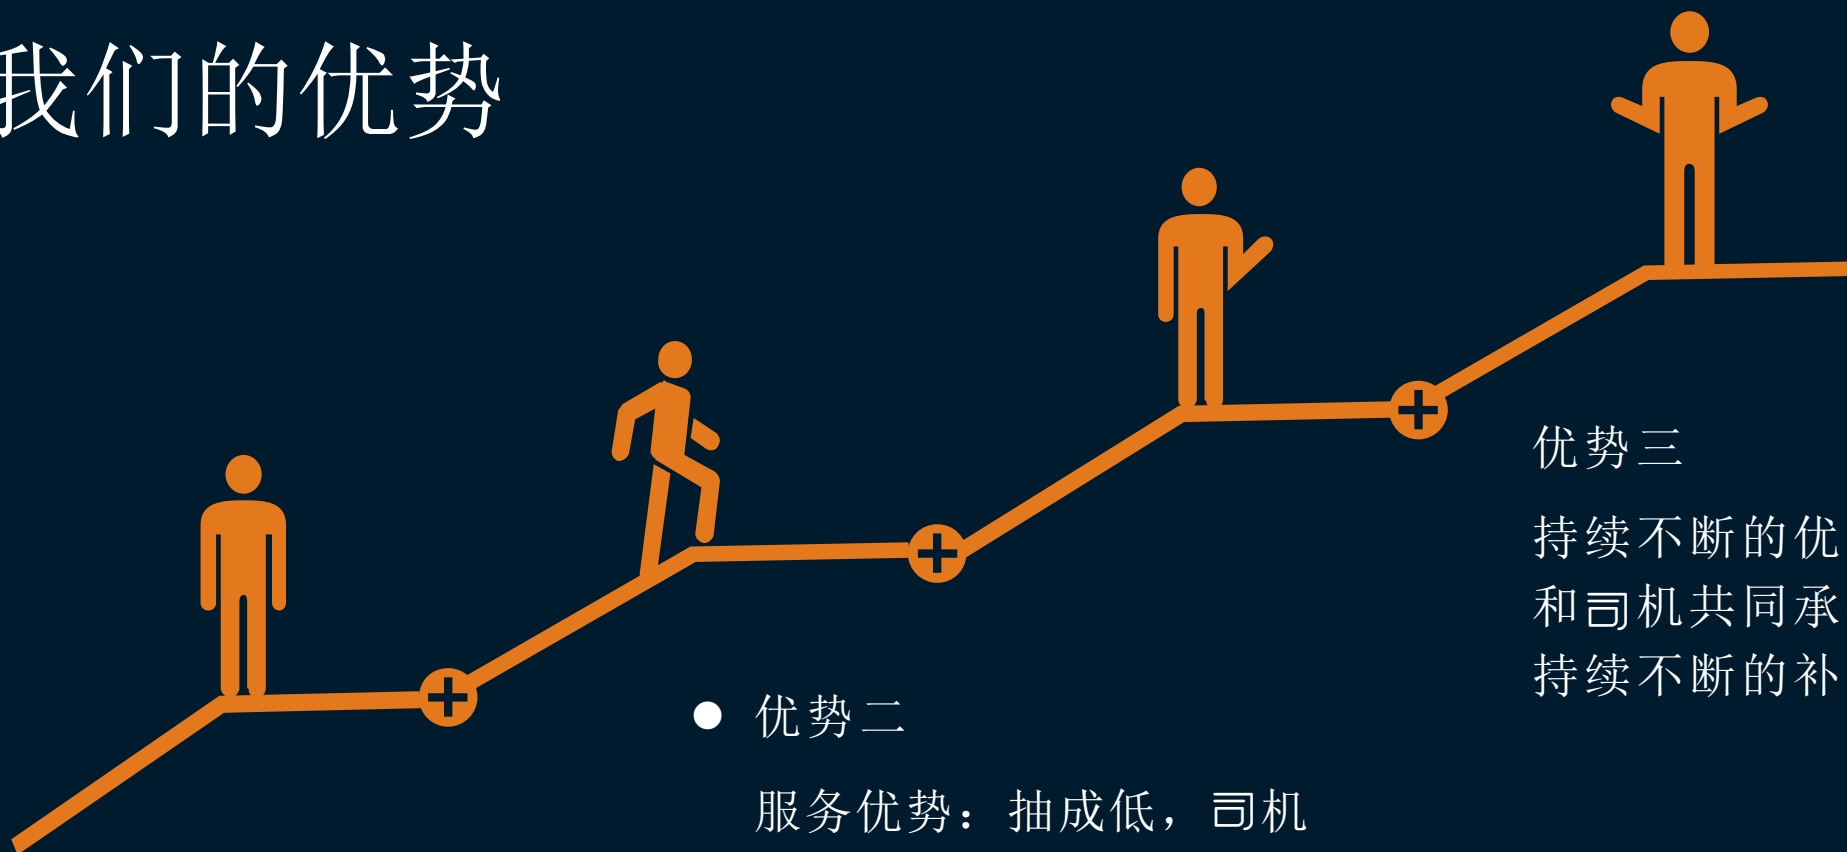 我们的优势
优势三
持续不断的优
和司机共同承
持续不断的补
优势二
服务优势：抽成低，司机